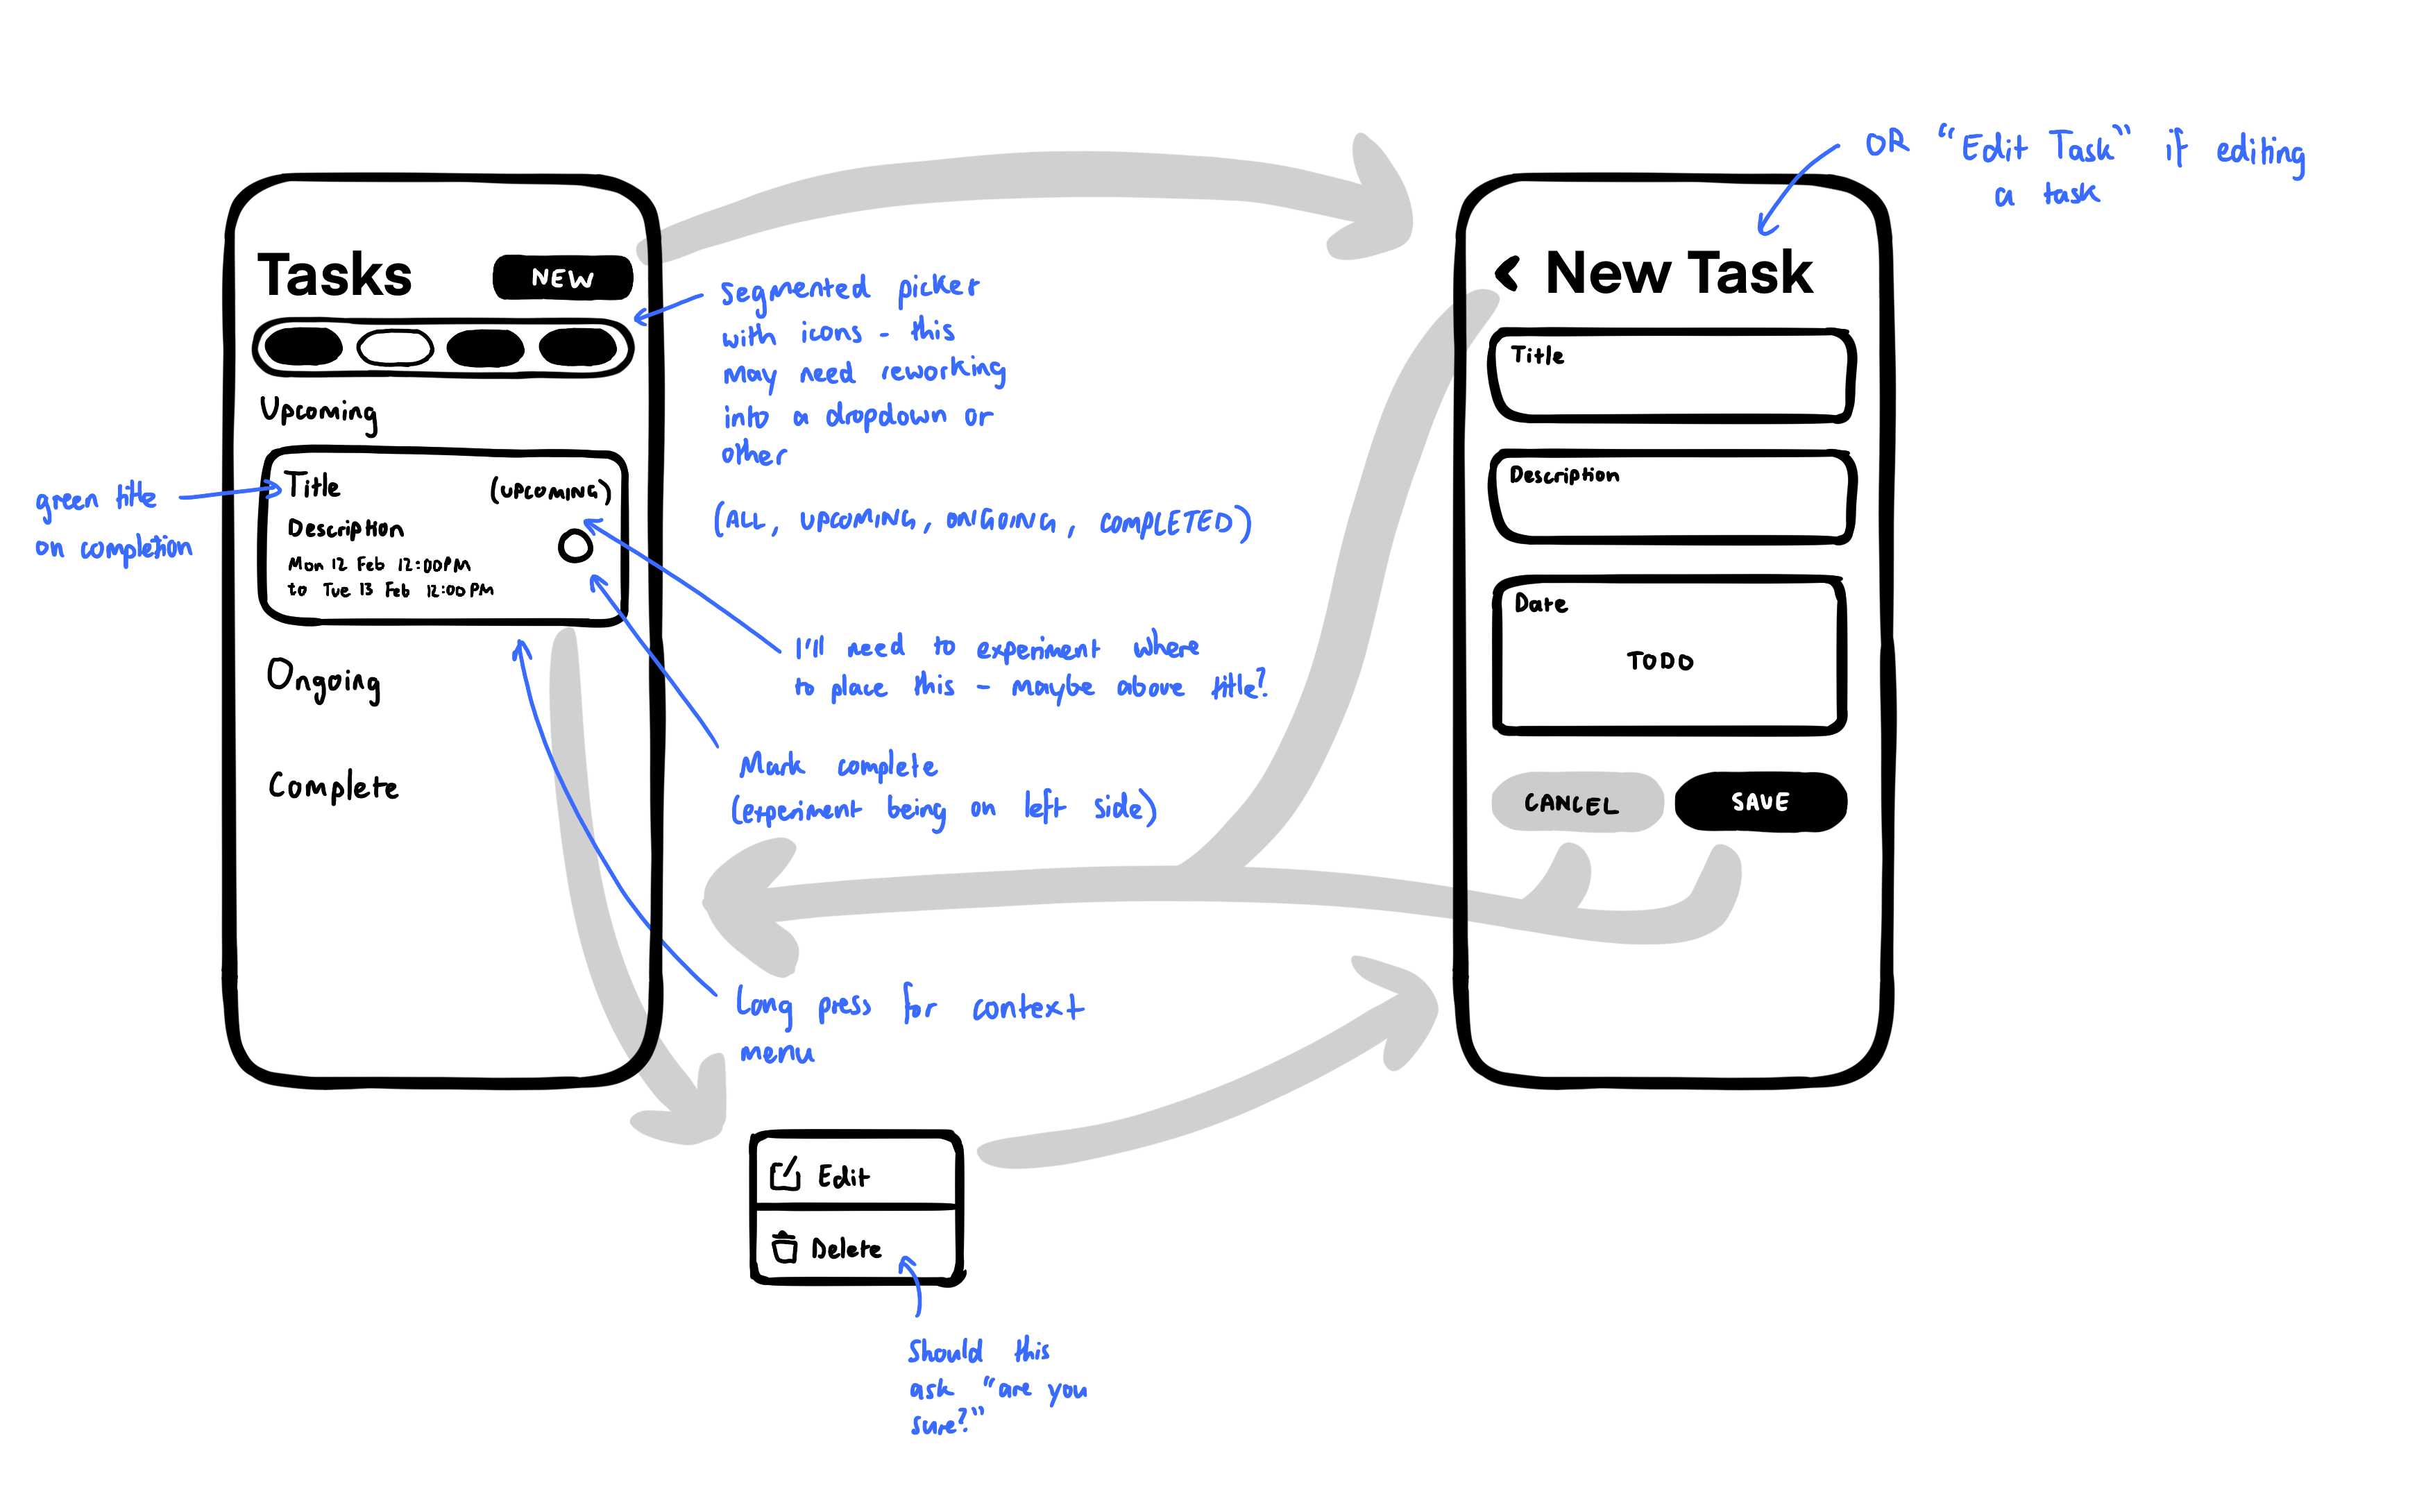 Tasks
NEW
Upcoming
Title
(UPCOMING)
Description
Mon 12 Feb 12:00PM
to Tue 13 Feb 12:00PM
Ongoing
Complete
green title
on completion
segmented picker
with icons - this
may need reworking
into a dropdown or
other
(ALL, UPCOMING, ONGOING, COMPLETED)
I'll need to experiment where
to place this - maybe above title?
Mark complete
(experiment being on left side)
Long press for context
menu
Edit
Delete
Should this
ask "are you
sure?"
OR "Edit Task" if editing
a task
New Task
Title
Description
Date
TODO
CANCEL
SAVE